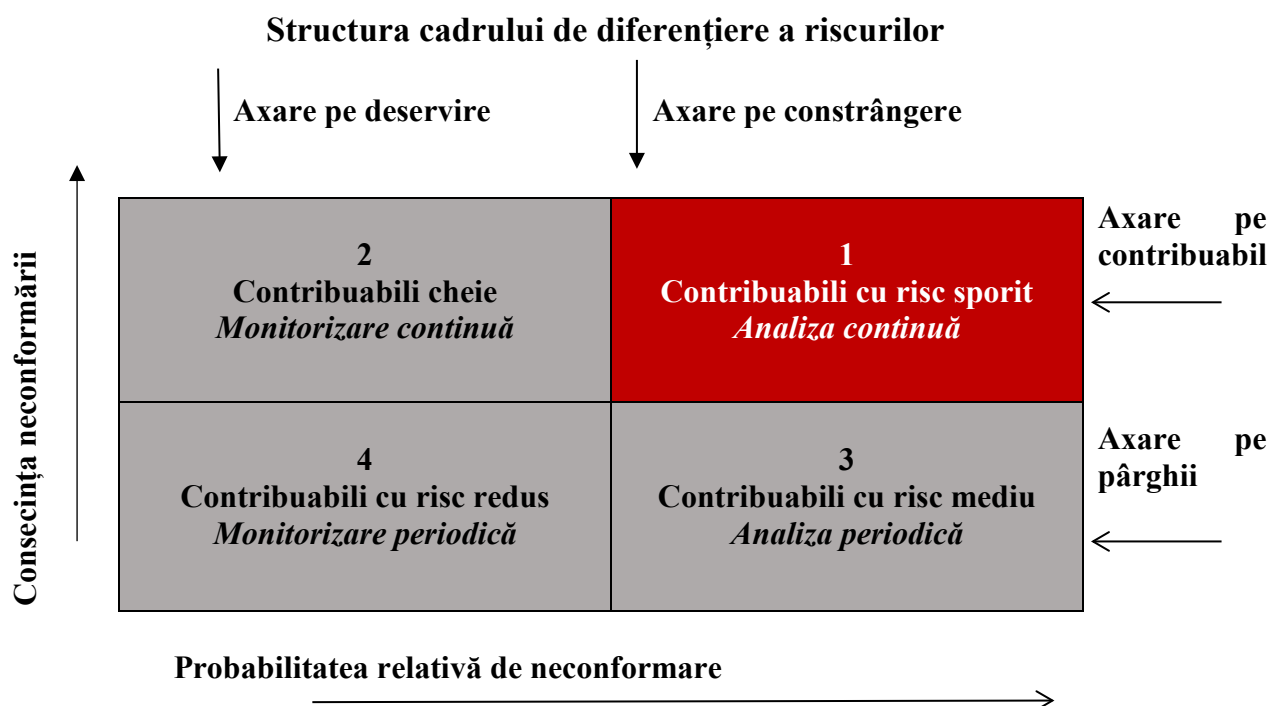 Structura cadrului de diferențiere a riscurilor
Axare pe deservire
Axare pe constrângere
Consecința neconformării
2
Contribuabili cheie
Monitorizare continuă
1
Contribuabili cu risc sporit
Analiza continuă
Axare pe
contribuabil
4
Contribuabili cu risc redus
Monitorizare periodică
3
Contribuabili cu risc mediu
Analiza periodică
Axare pe
pârghii
Probabilitatea relativă de neconformare